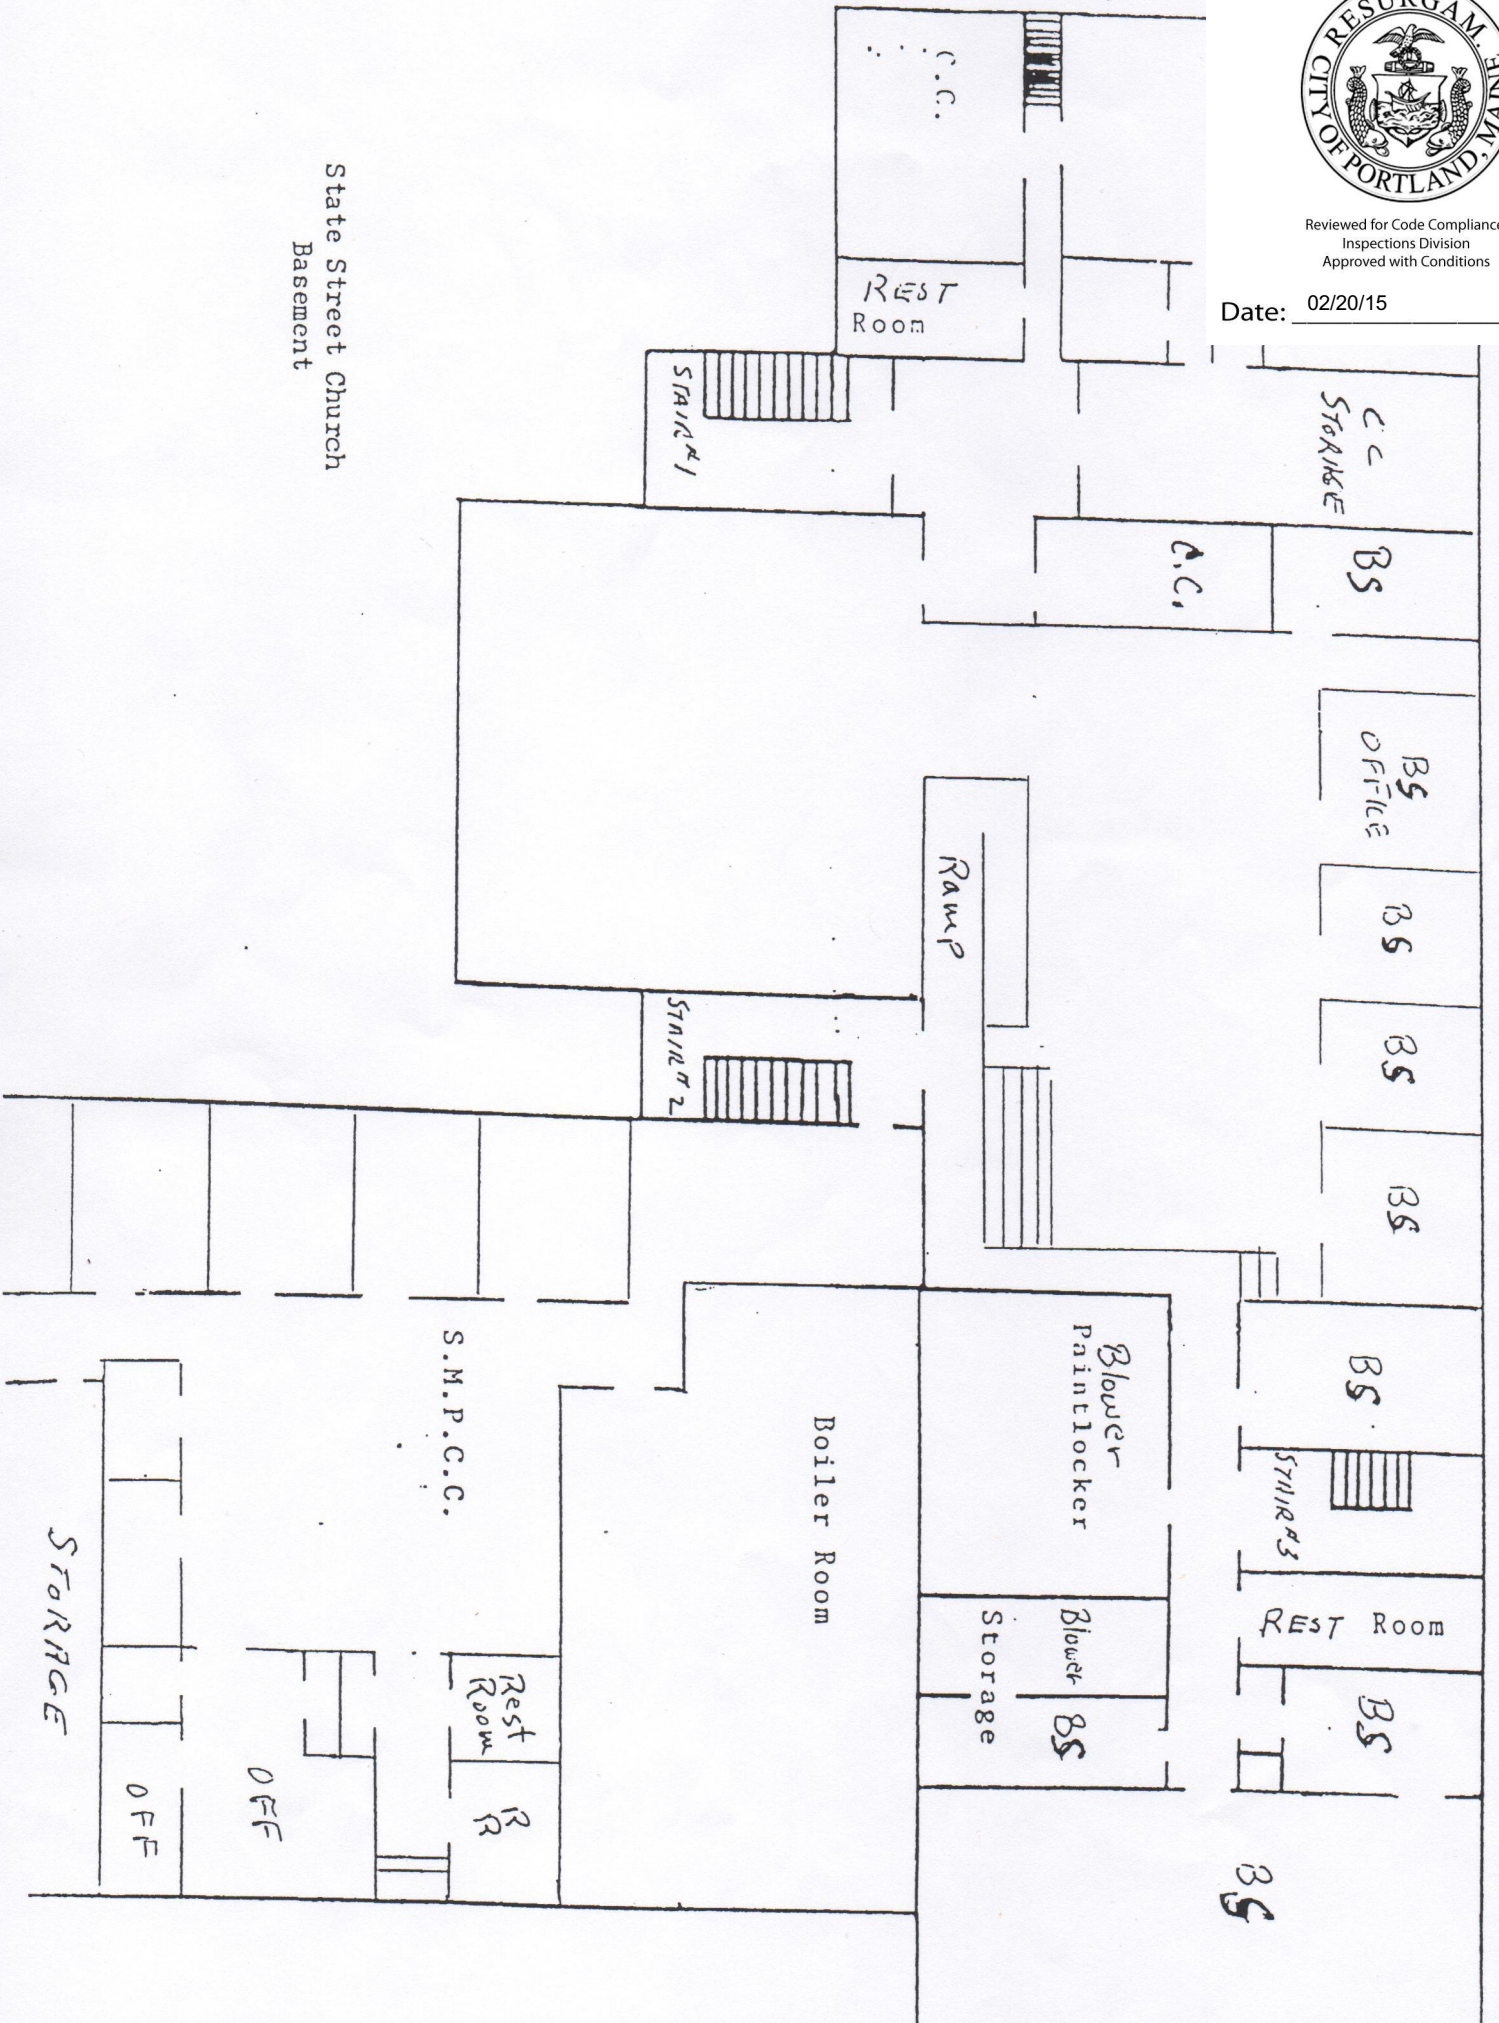 RESURGAM.
CITY OF PORTLAND, MAINE
Reviewed for Code Compliance
Inspections Division
Approved with Conditions
Date: 02/20/15
C.C.
REST
Room
STAIR #1
C C
STORAGE
C.C.
BS
BS
OFFICE
BS
BS
BS
Ramp
STAIR #2
State Street Church
Basement
BS
STAIR #3
REST Room
BS
BS
Blower
Paintlocker
Blower
Storage
BS
Boiler Room
S.M.P.C.C.
Rest
Room
R
R
OFF
OFF
STORAGE